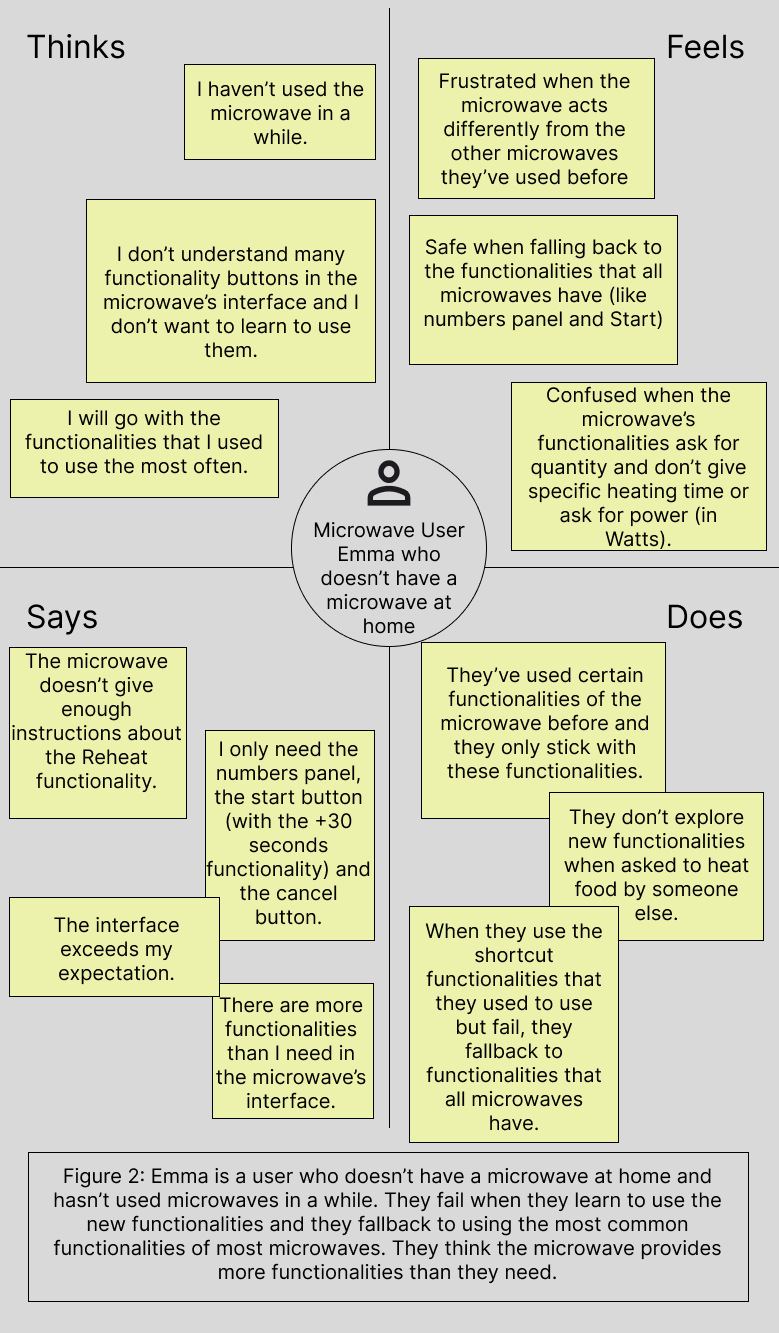 Thinks
I haven’t used the
microwave in a
while.
I don’t understand many
functionality buttons in the
microwave’s interface and I
don’t want to learn to use
them.
I will go with the
functionalities that I used
to use the most often.
Feels
Frustrated when the
microwave acts
differently from the
other microwaves
they’ve used before
Safe when falling back to
the functionalities that all
microwaves have (like
numbers panel and Start)
Confused when the
microwave’s
functionalities ask for
quantity and don’t give
specific heating time or
ask for power (in
Watts).
Microwave User
Emma who
doesn’t have a
microwave at
home
Says
The microwave
doesn’t give
enough
instructions about
the Reheat
functionality.
I only need the
numbers panel,
the start button
(with the +30
seconds
functionality) and
the cancel
button.
The interface
exceeds my
expectation.
There are more
functionalities
than I need in
the microwave’s
interface.
Does
They’ve used certain
functionalities of the
microwave before and
they only stick with
these functionalities.
They don’t explore
new functionalities
when asked to heat
food by someone
else.
When they use the
shortcut
functionalities that
they used to use
but fail, they
fallback to
functionalities that
all microwaves
have.
Figure 2: Emma is a user who doesn’t have a microwave at home and
hasn’t used microwaves in a while. They fail when they learn to use the
new functionalities and they fallback to using the most common
functionalities of most microwaves. They think the microwave provides
more functionalities than they need.